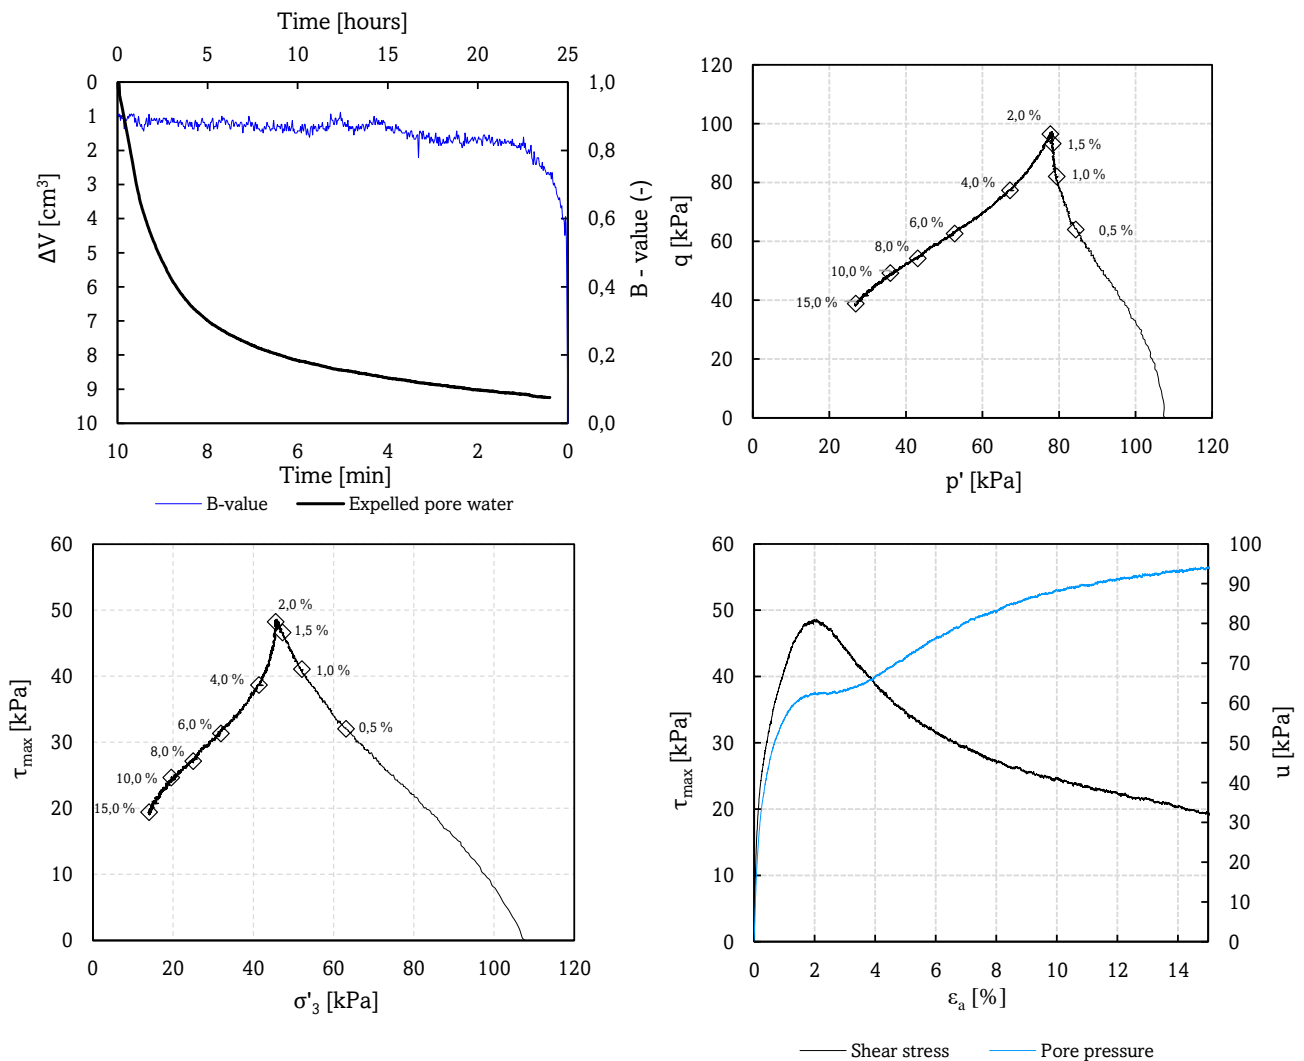 Time [hours]
0 5 10 15 20 25
0 1 2 3 4 5 6 7 8 9 10
ΔV [cm³]
1,0 0,8 0,6 0,4 0,2 0,0
B - value (-)
10 8 6 4 2 0
Time [min]
B-value Expelled pore water
120 100 80 60 40 20 0
q [kPa]
2,0 %
1,5 %
4,0 %
1,0 %
6,0 %
0,5 %
8,0 %
10,0 %
15,0 %
0 20 40 60 80 100 120
p' [kPa]
60 50 40 30 20 10 0
τmax [kPa]
2,0 %
1,5 %
1,0 %
4,0 %
6,0 %
0,5 %
8,0 %
10,0 %
15,0 %
0 20 40 60 80 100 120
σ'3 [kPa]
60 50 40 30 20 10 0
τmax [kPa]
100 90 80 70 60 50 40 30 20 10 0
u [kPa]
0 2 4 6 8 10 12 14
εa [%]
Shear stress Pore pressure